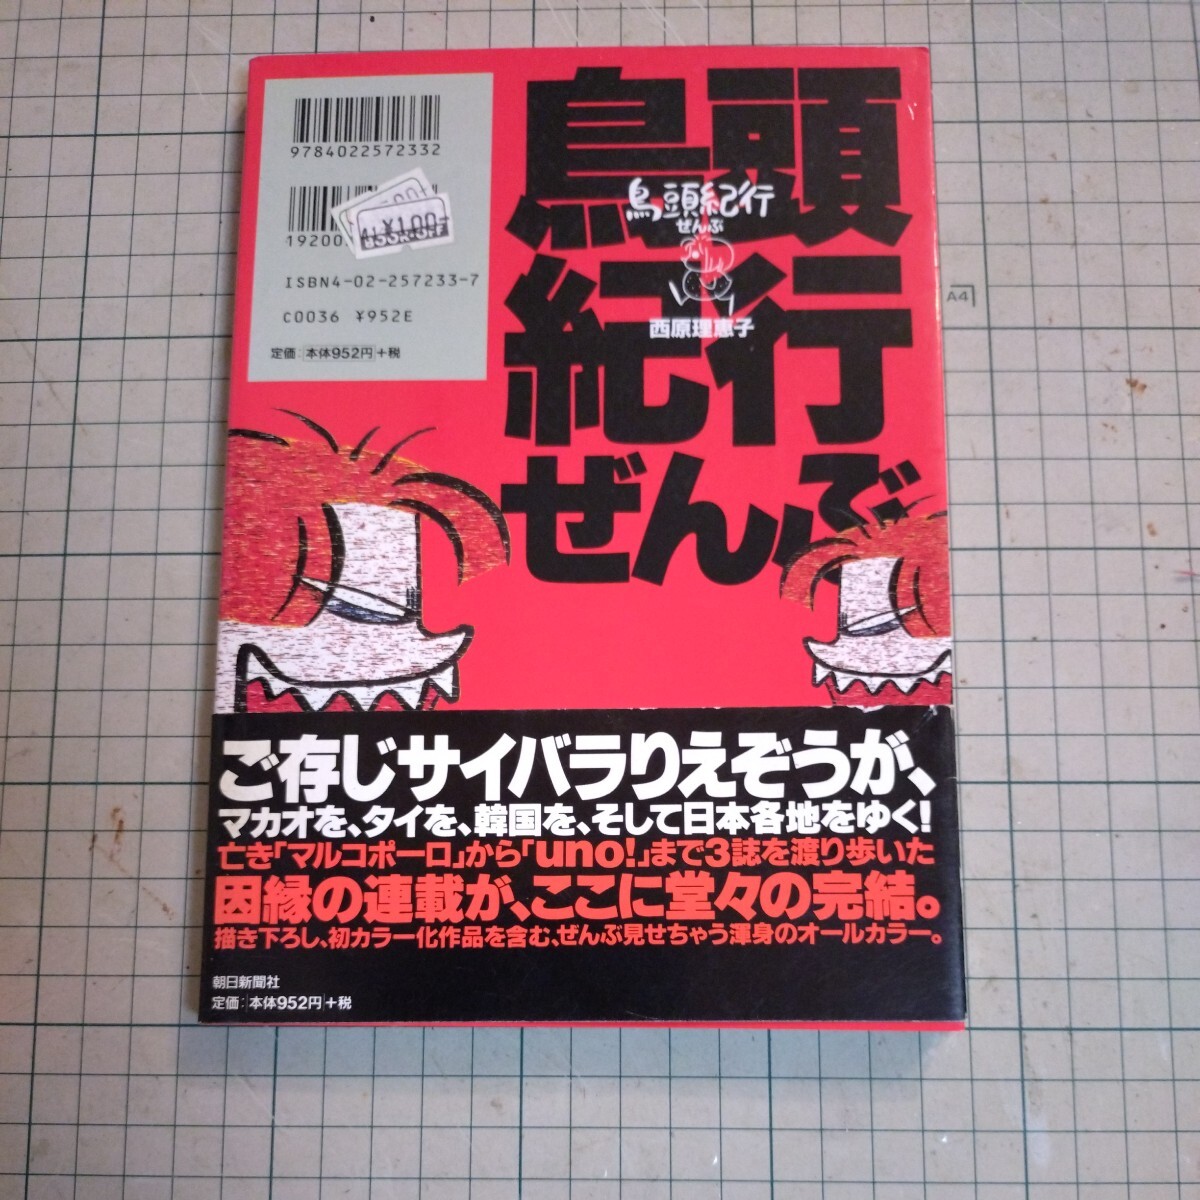 9784022572332
19200
¥100
ISBN4-02-257233-7
C0036 ¥952E
定価:本体952円+税
鳥頭
紀行
ぜんぶ
鳥頭紀行
ぜんぶ
西原理恵子
A4
ご存じサイバラりえぞうが、
マカオを、タイを、韓国を、そして日本各地をゆく!
亡き「マルコポーロ」から「uno!」まで3誌を渡り歩いた
因縁の連載が、ここに堂々の完結。
描き下ろし、初カラー化作品を含む、ぜんぶ見せちゃう渾身のオールカラー。
朝日新聞社
定価:本体952円+税